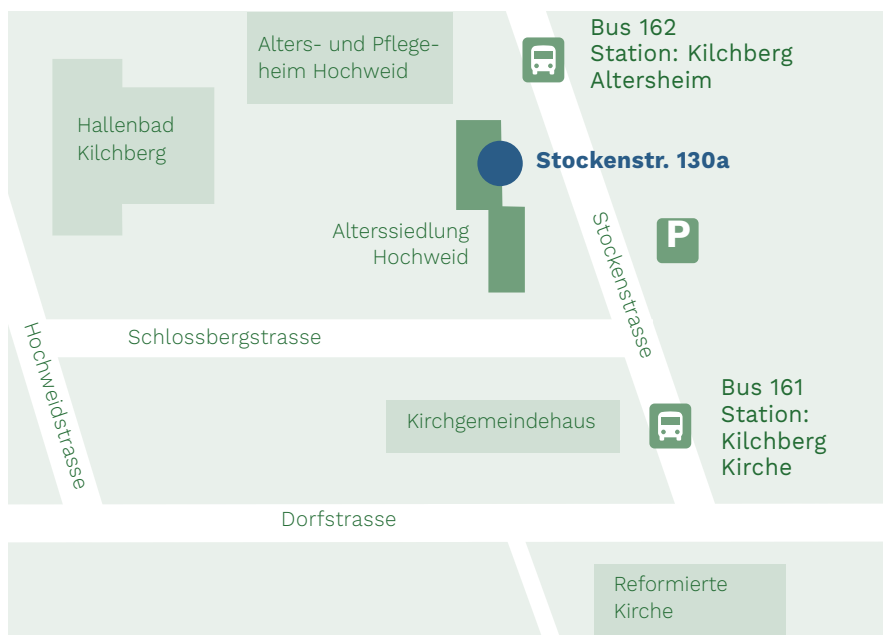 Bus 162
Station: Kilchberg
Altersheim
Alters- und Pflege-
heim Hochweid
Hallenbad
Kilchberg
Stockenstr. 130a
Alterssiedlung
Hochweid
P
Stockenstrasse
Schlossbergstrasse
Hochweidstrasse
Bus 161
Station:
Kilchberg
Kirche
Kirchgemeindehaus
Dorfstrasse
Reformierte
Kirche